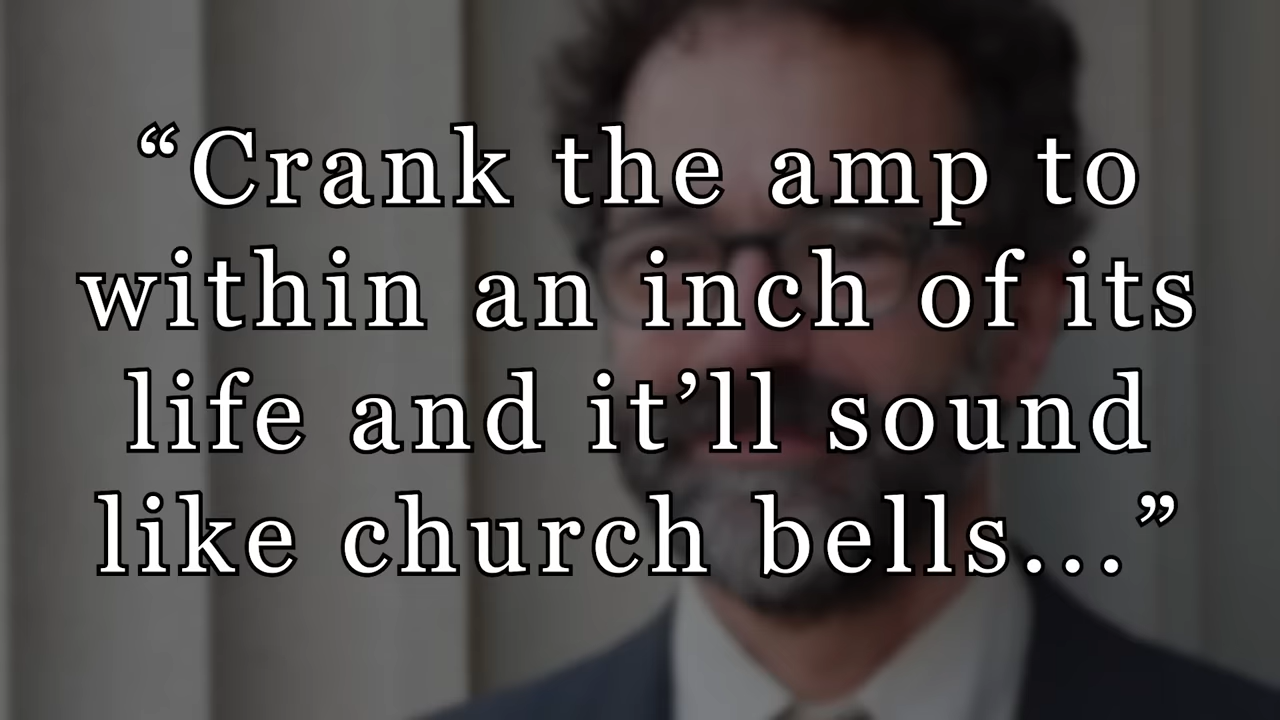 “Crank the amp to
within an inch of its
life and it’ll sound
like church bells...”